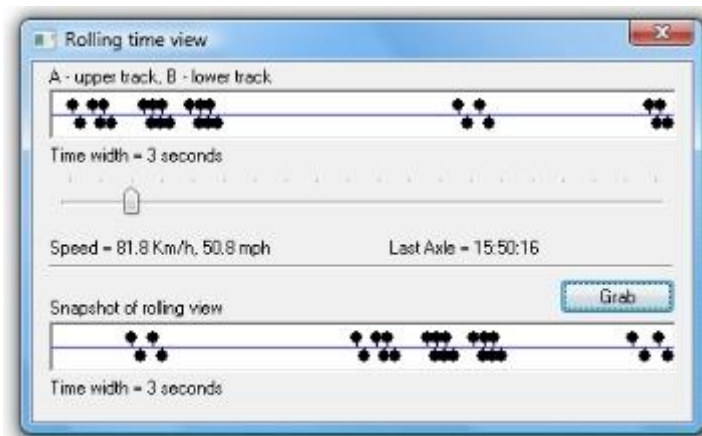 Rolling time view
A - upper track, B - lower track
Time width = 3 seconds
Speed = 81.8 Km/h, 50.8 mph Last Axle = 15:50:16
Grab
Snapshot of rolling view
Time width = 3 seconds